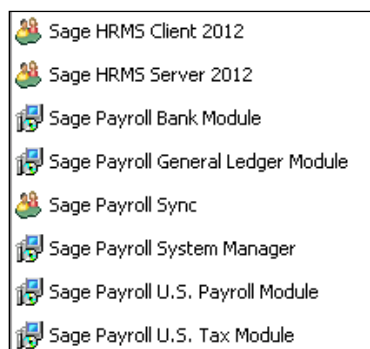 Sage HRMS Client 2012
Sage HRMS Server 2012
Sage Payroll Bank Module
Sage Payroll General Ledger Module
Sage Payroll Sync
Sage Payroll System Manager
Sage Payroll U.S. Payroll Module
Sage Payroll U.S. Tax Module